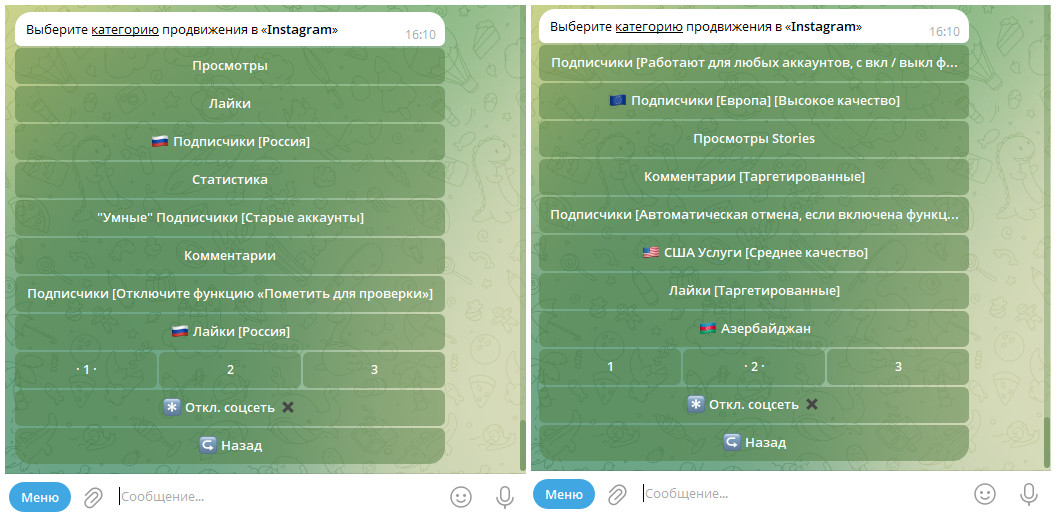 Выберите категорию продвижения в «Instagram»
16:10
Просмотры
Лайки
Подписчики [Россия]
Статистика
"Умные" Подписчики [Старые аккаунты]
Комментарии
Подписчики [Отключите функцию «Пометить для проверки»]
Лайки [Россия]
· 1 · 2 3
Откл. соцсеть
Назад
Меню Сообщение...
Выберите категорию продвижения в «Instagram»
16:10
Подписчики [Работают для любых аккаунтов, с вкл / выкл ф...
Подписчики [Европа] [Высокое качество]
Просмотры Stories
Комментарии [Таргетированные]
Подписчики [Автоматическая отмена, если включена функц...
США Услуги [Среднее качество]
Лайки [Таргетированные]
Азербайджан
1 · 2 · 3
Откл. соцсеть
Назад
Меню Сообщение...